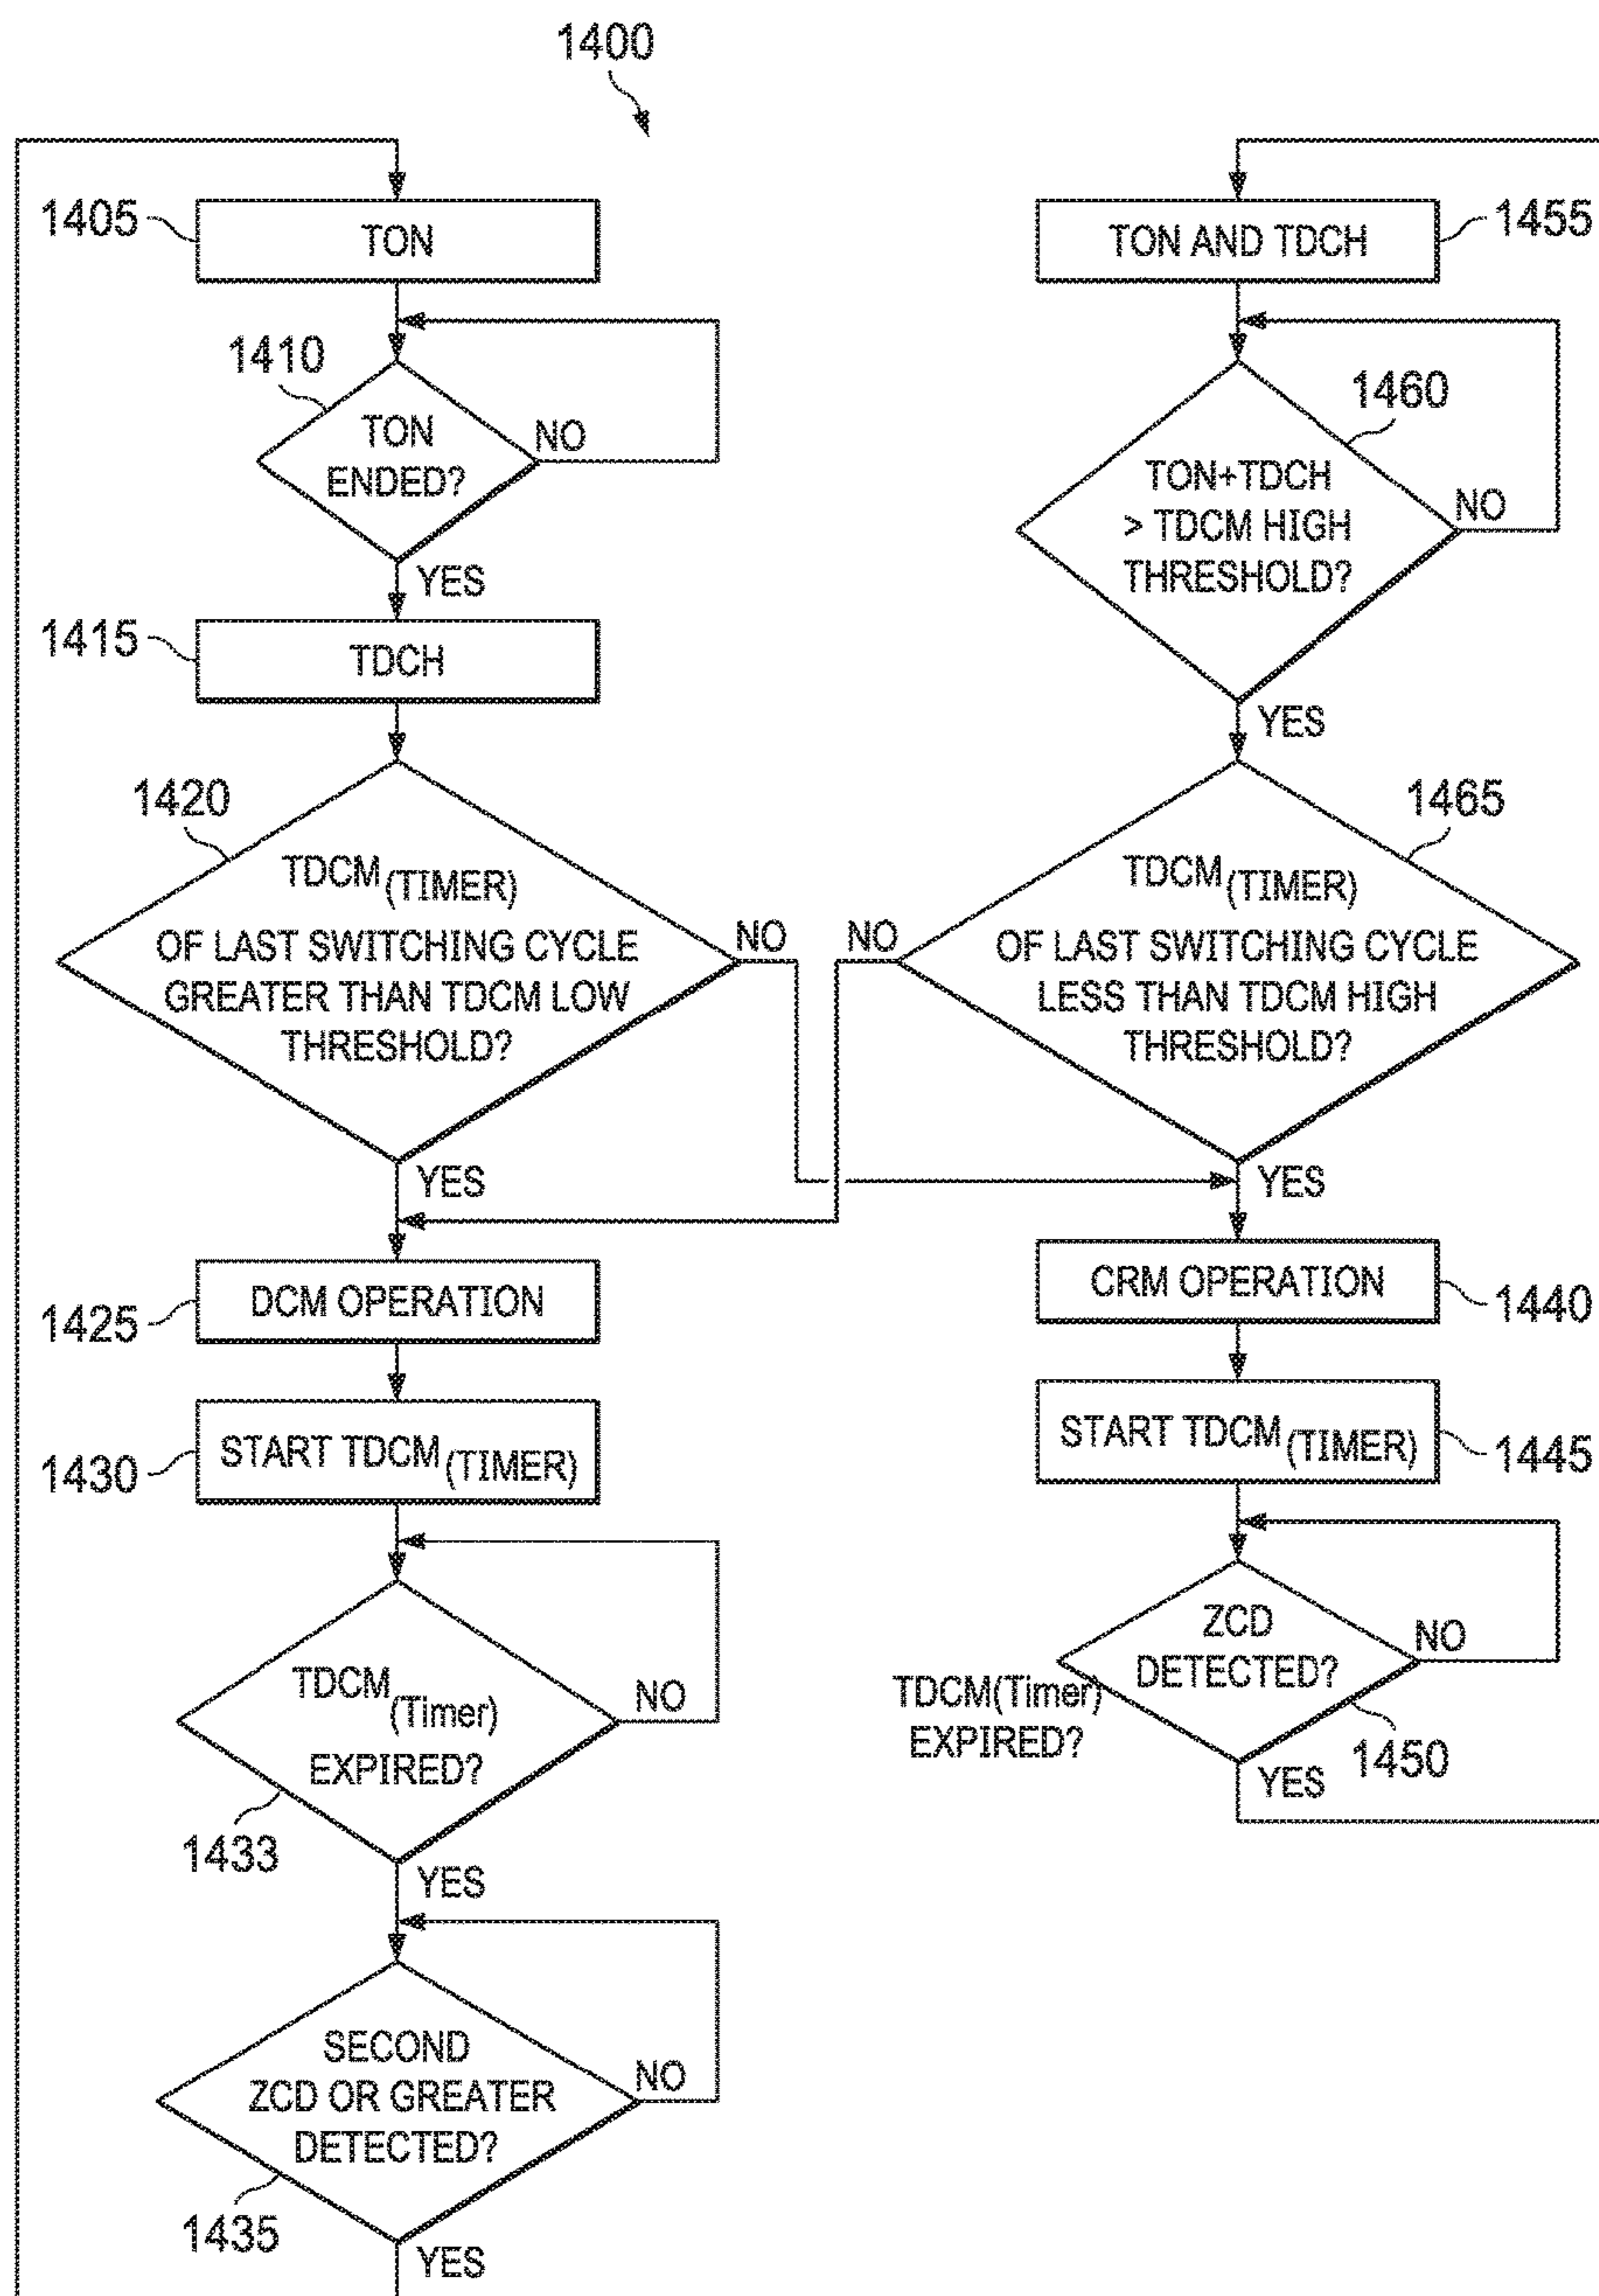 1400
1405
TON
1410
TON
ENDED?
NO
YES
1415
TDCH
1420
TDCM(TIMER)
OF LAST SWITCHING CYCLE
GREATER THAN TDCM LOW
THRESHOLD?
NO
YES
1425
DCM OPERATION
1430
START TDCM(TIMER)
TDCM(Timer)
EXPIRED?
NO
1433
YES
SECOND
ZCD OR GREATER
DETECTED?
NO
1435
YES
TON AND TDCH
1455
1460
TON+TDCH
> TDCM HIGH
THRESHOLD?
NO
YES
1465
TDCM(TIMER)
OF LAST SWITCHING CYCLE
LESS THAN TDCM HIGH
THRESHOLD?
NO
YES
CRM OPERATION
1440
START TDCM(TIMER)
1445
ZCD
DETECTED?
NO
TDCM(Timer)
EXPIRED?
1450
YES